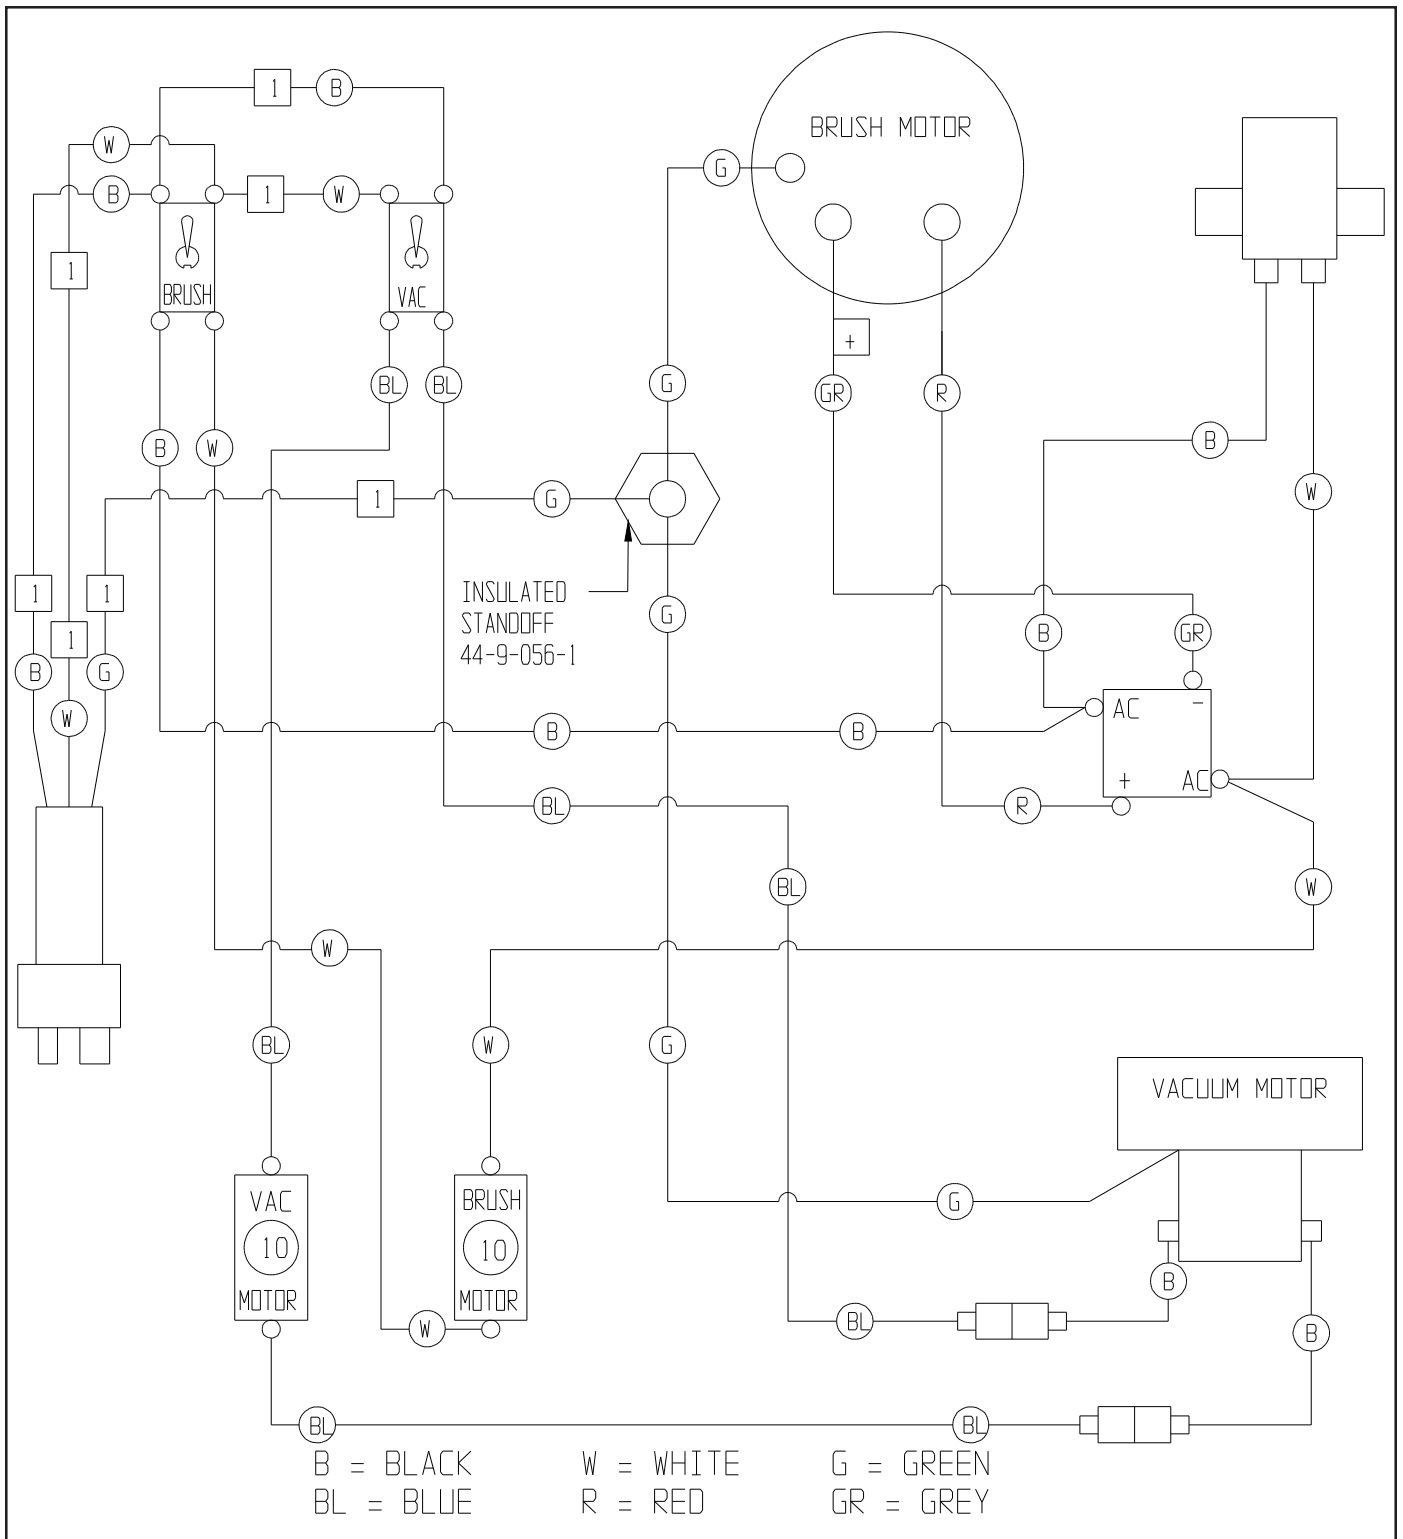 1 B
BRUSH MOTOR
W
G
B 1 W
1
BRUSH VAC
+
G
BL BL GR R
B
B W
W
1 G
INSULATED
STANDOFF
44-9-056-1
1 1
G
1
B GR
B G
AC -
W
B B
+ AC
BL R
BL W
W
BL W G
VACUUM MOTOR
VAC BRUSH
G
10 10
MOTOR MOTOR
B
BL
W B
BL BL
B = BLACK W = WHITE G = GREEN
BL = BLUE R = RED GR = GREY